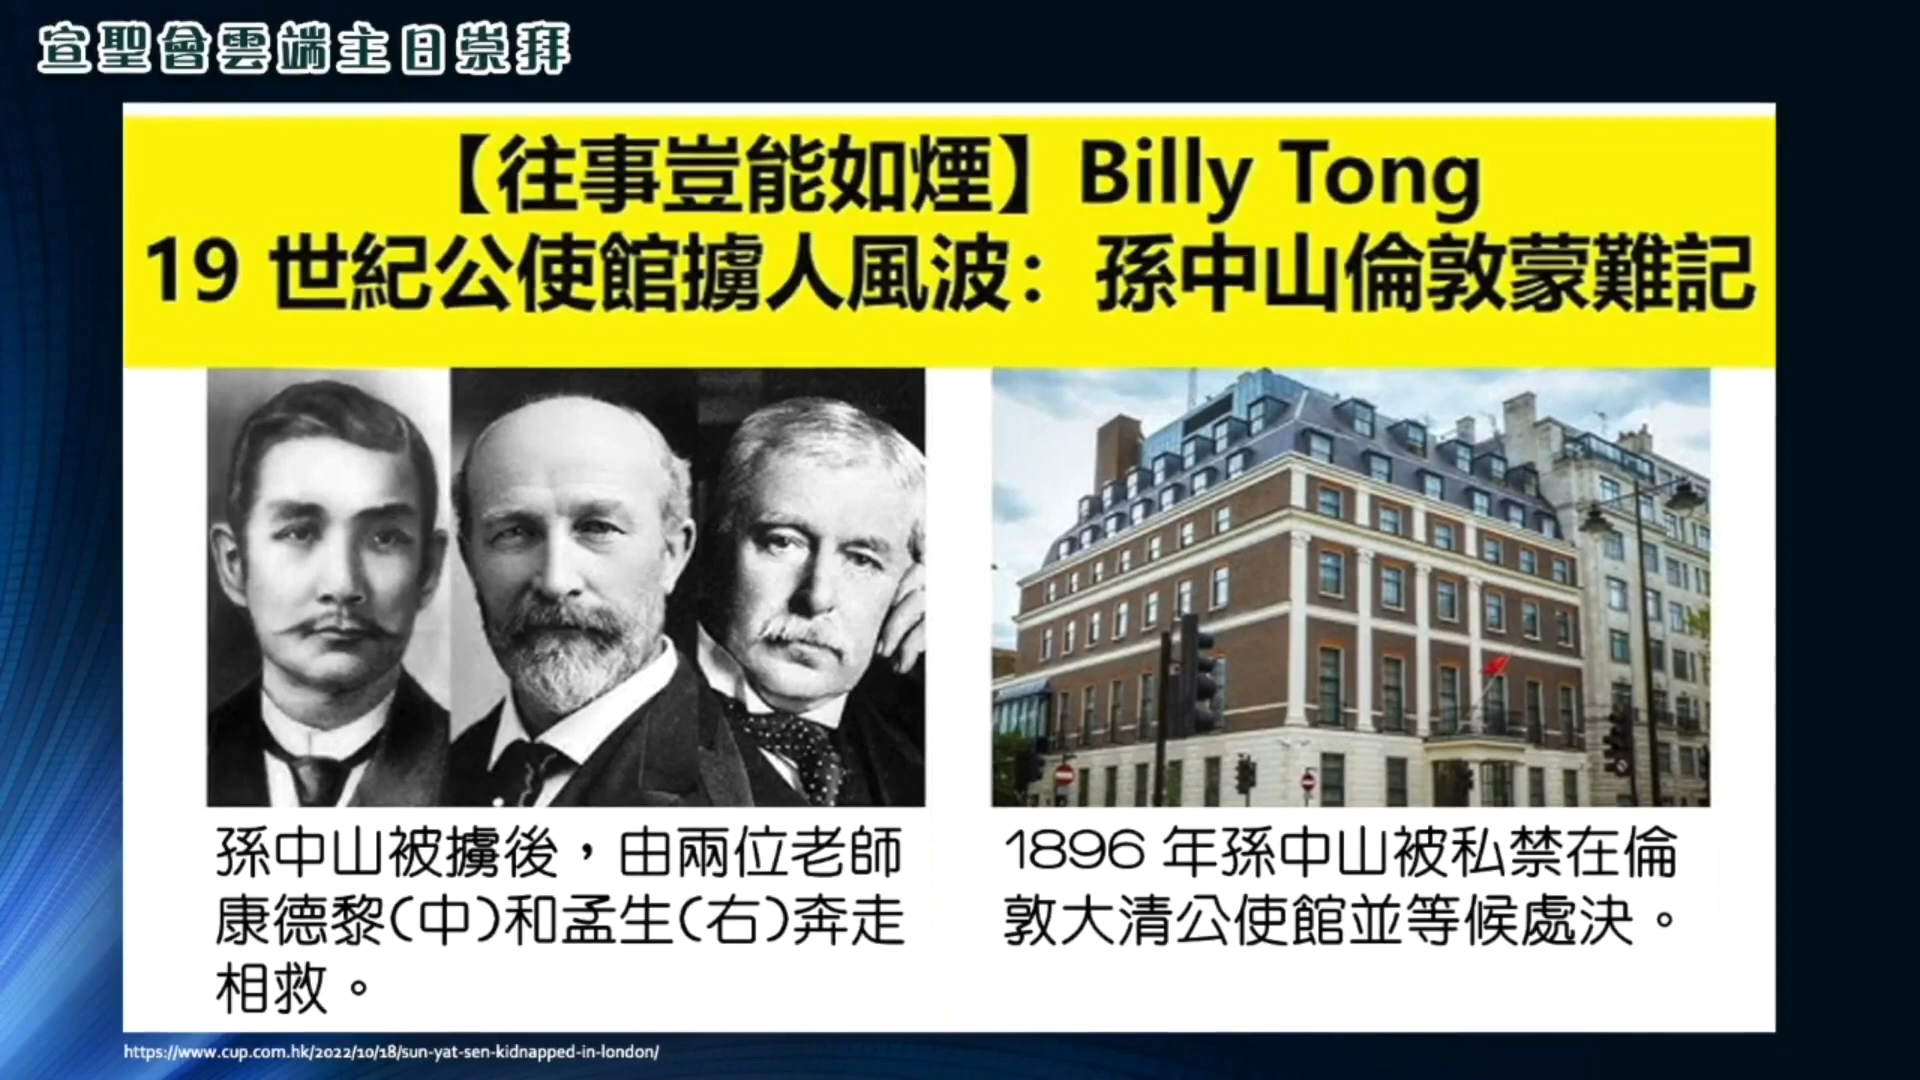 宣聖會雲端主日崇拜
【往事豈能如煙】Billy Tong
19 世紀公使館擄人風波：孫中山倫敦蒙難記
孫中山被擄後，由兩位老師
康德黎(中)和孟生(右)奔走
相救。
1896 年孫中山被私禁在倫
敦大清公使館並等候處決。
https://www.cup.com.hk/2022/10/18/sun-yat-sen-kidnapped-in-london/